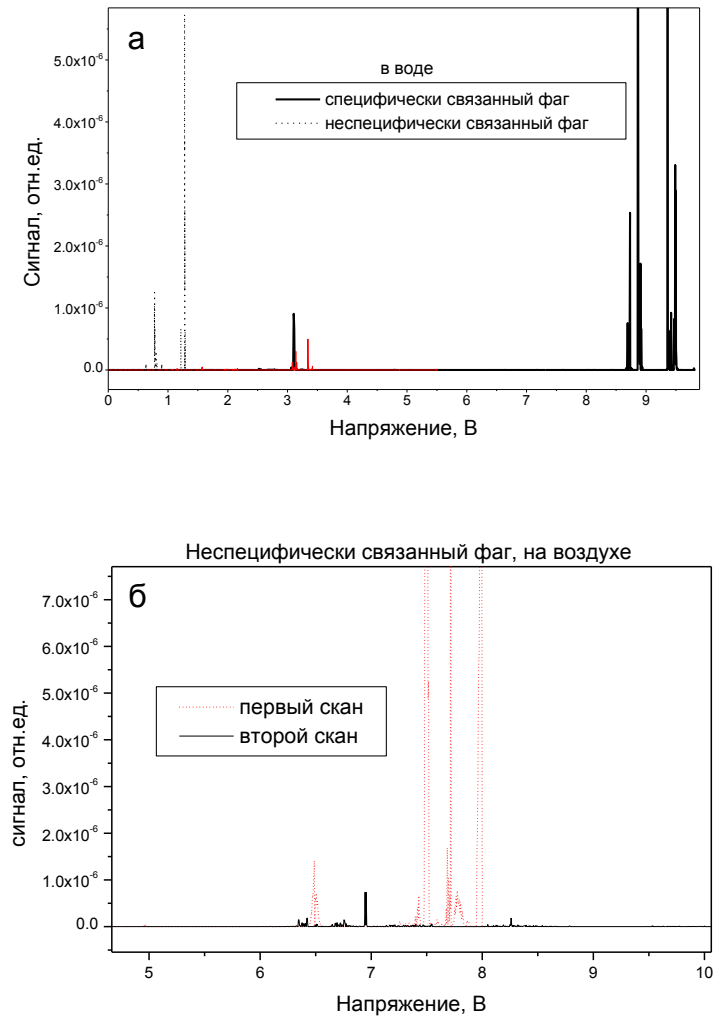 а
в воде
специфически связанный фаг
неспецифически связанный фаг
Сигнал, отн.ед.
5.0x10-6
4.0x10-6
3.0x10-6
2.0x10-6
1.0x10-6
0.0
0 1 2 3 4 5 6 7 8 9
Напряжение, В
Неспецифически связанный фаг, на воздухе
б
первый скан
второй скан
сигнал, отн.ед.
7.0x10-6
6.0x10-6
5.0x10-6
4.0x10-6
3.0x10-6
2.0x10-6
1.0x10-6
0.0
5 6 7 8 9 10
Напряжение, В